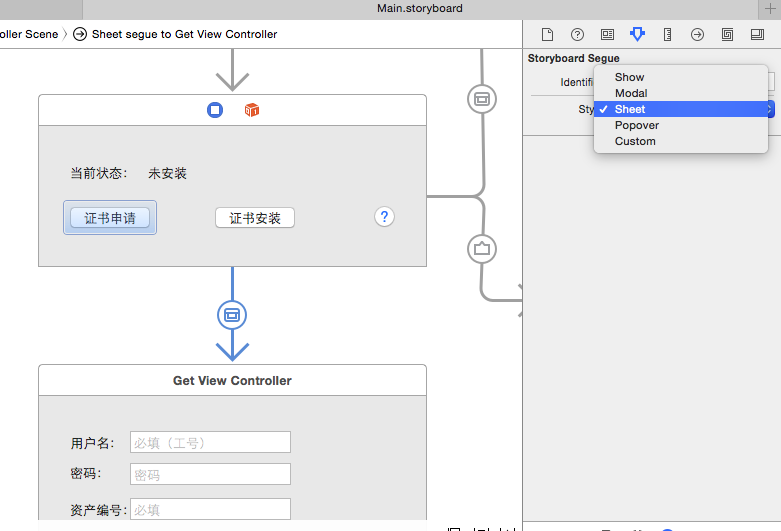 Main.storyboard
oller Scene
Sheet segue to Get View Controller
Storyboard Segue
Identifi
Show
Modal
Sty
Sheet
Popover
Custom
当前状态： 未安装
证书申请 证书安装 ?
Get View Controller
用户名： 必填（工号）
密码： 密码
资产编号： 必填